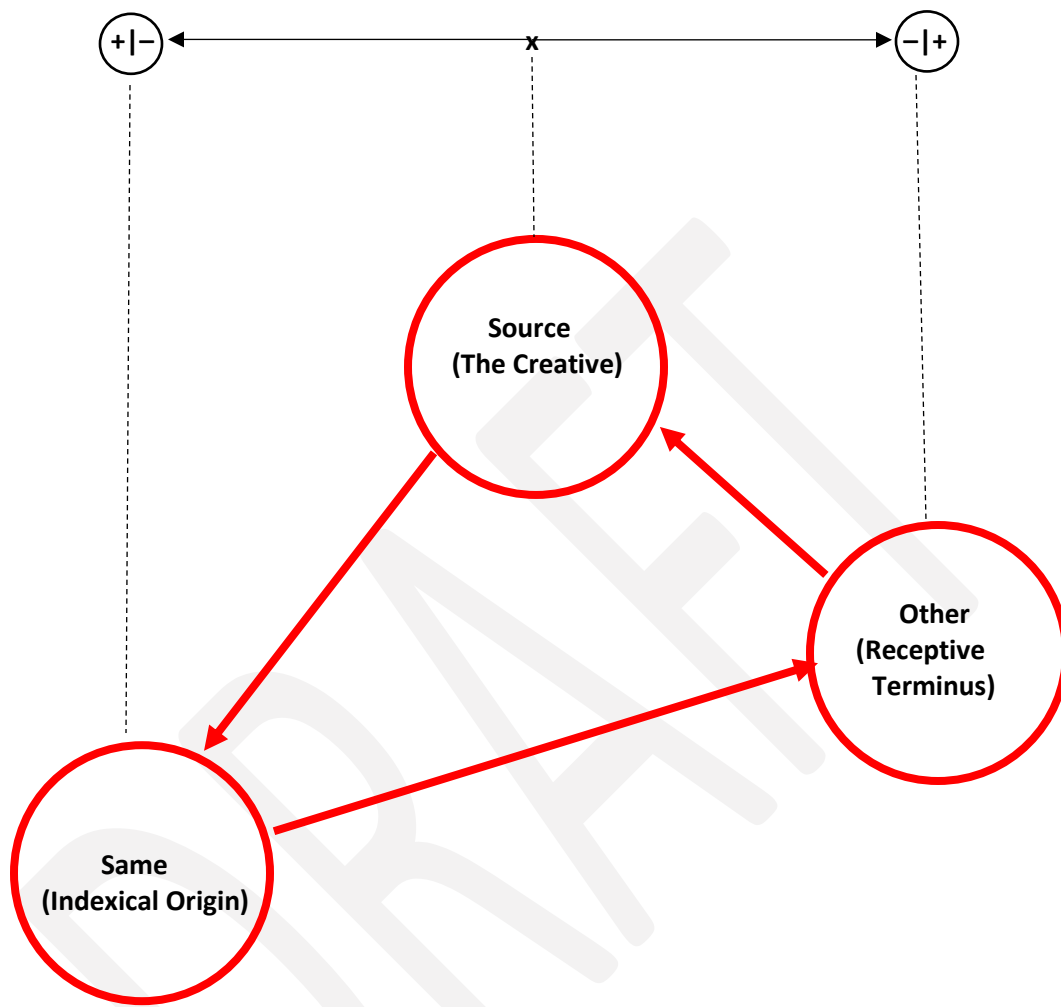 +|− x −|+
Source
(The Creative)
Other
(Receptive
Terminus)
Same
(Indexical Origin)
DRAFT